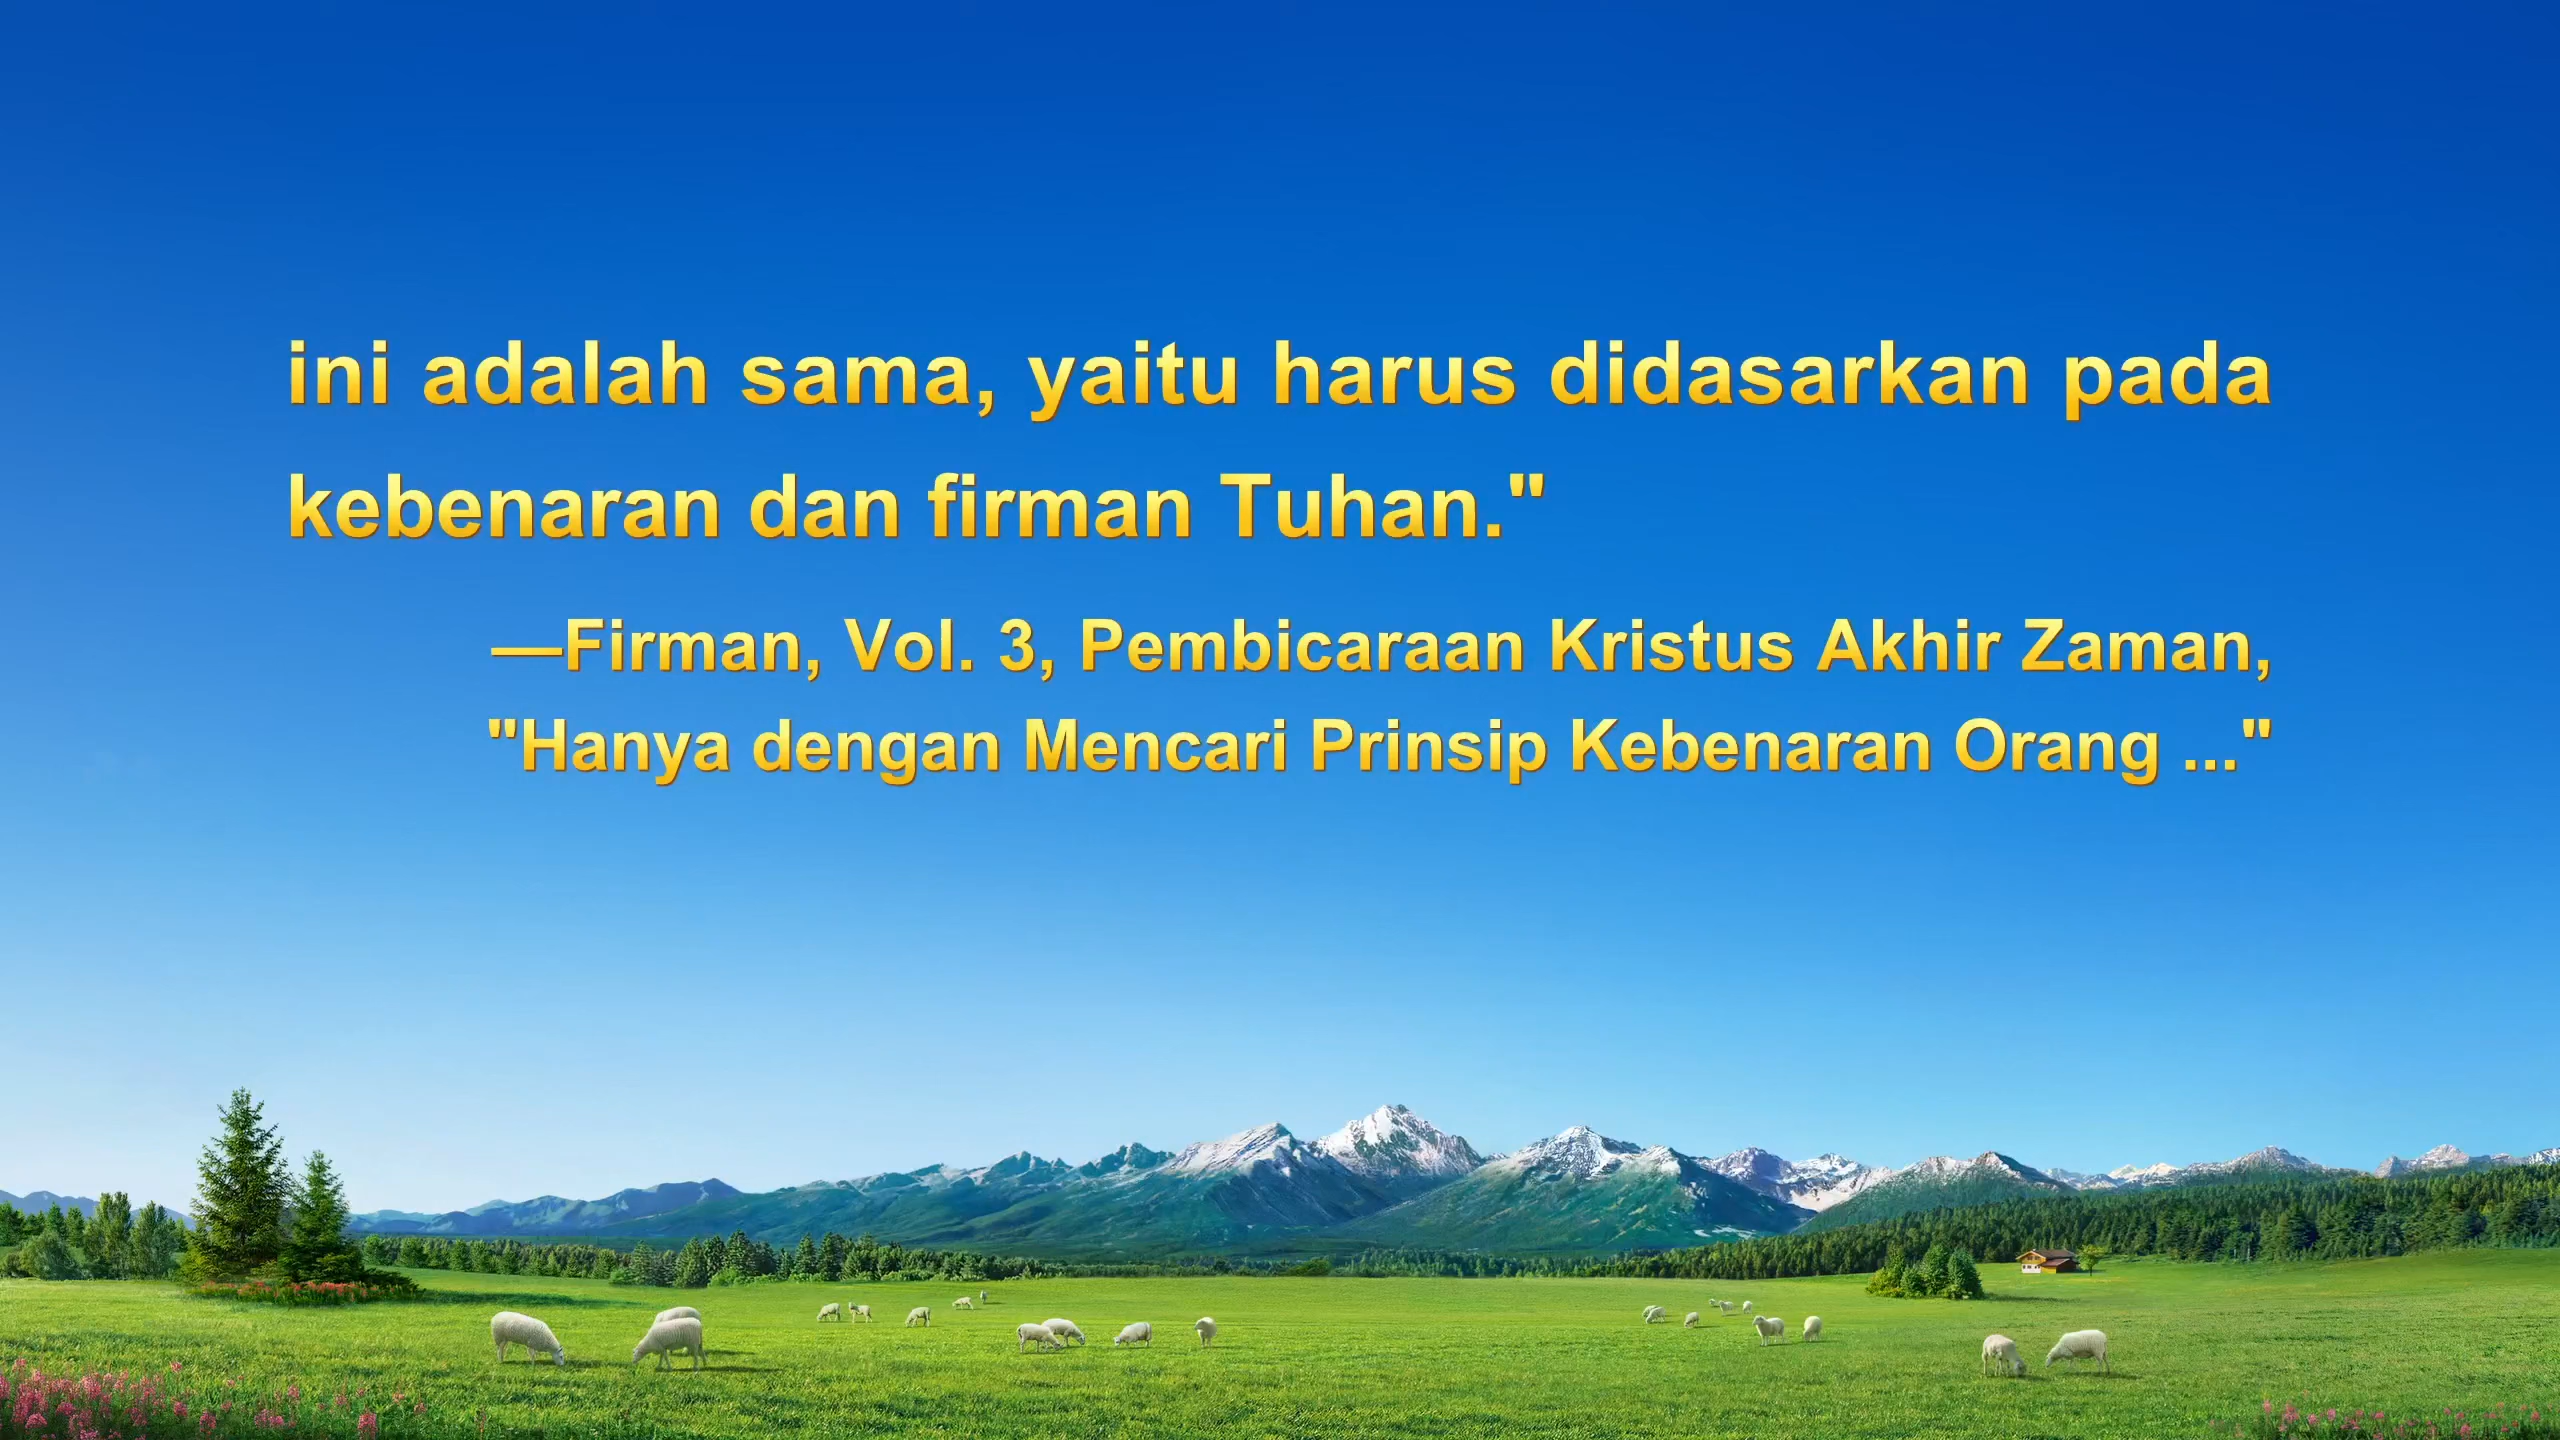 ini adalah sama, yaitu harus didasarkan pada
kebenaran dan firman Tuhan."
—Firman, Vol. 3, Pembicaraan Kristus Akhir Zaman,
"Hanya dengan Mencari Prinsip Kebenaran Orang ..."